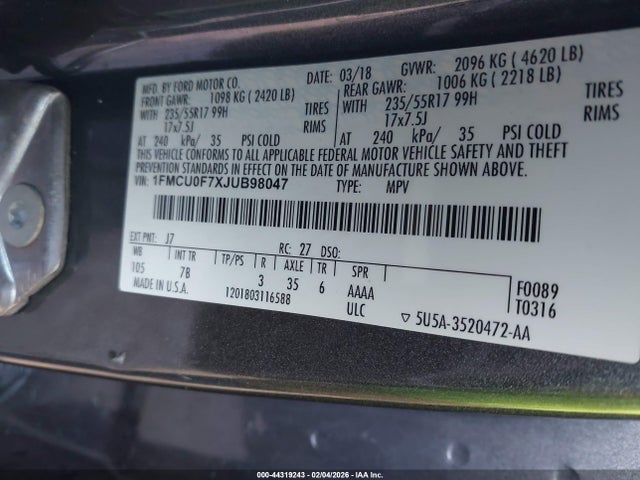 MFD. BY FORD MOTOR CO.
DATE: 03/18 GVWR: 2096 KG ( 4620 LB)
FRONT GAWR: 1098 KG ( 2420 LB) REAR GAWR: 1006 KG ( 2218 LB)
WITH 235/55R17 99H TIRES WITH 235/55R17 99H TIRES
17x7.5J RIMS 17x7.5J RIMS
AT 240 kPa/ 35 PSI COLD AT 240 kPa/ 35 PSI COLD
THIS VEHICLE CONFORMS TO ALL APPLICABLE FEDERAL MOTOR VEHICLE SAFETY AND THEFT
PREVENTION STANDARDS IN EFFECT ON THE DATE OF MANUFACTURE SHOWN ABOVE.
VIN: 1FMCU0F7XJUB98047 TYPE: MPV
EXT PNT: J7 RC: 27 DSO:
WB INT TR TP/PS R AXLE TR SPR
105 7B 3 35 6 AAAA F0089
MADE IN U.S.A. 1201803116588 ULC T0316
▽ 5U5A-3520472-AA
000-44319243 - 02/04/2026 - IAA Inc.